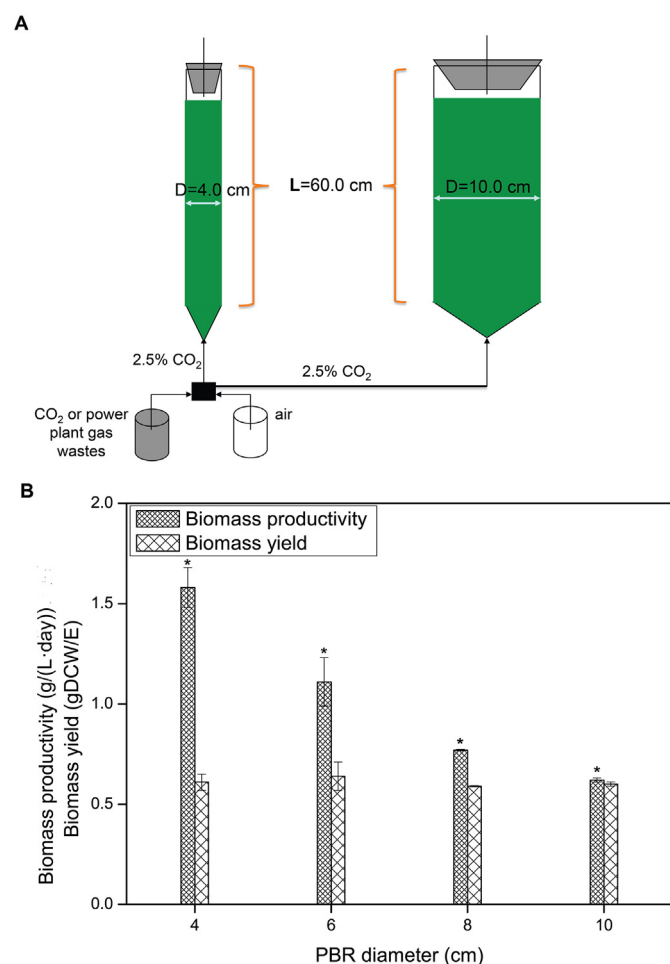 A
D=4.0 cm
L=60.0 cm
D=10.0 cm
2.5% CO₂
2.5% CO₂
CO₂ or power
plant gas
wastes
air
B
Biomass productivity (g/(L·day))
Biomass yield (gDCW/E)
2.0
1.5
1.0
0.5
0.0
Biomass productivity
Biomass yield
*
*
*
*
4
6
8
10
PBR diameter (cm)